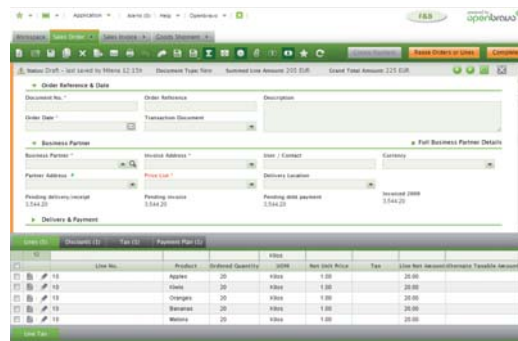 Application
Alerts (0)
Help
Openbravo
F&B
powered by
openbravo
Workspace
Sales Order
Sales Invoice
Goods Shipment
Create Payment
Reuse Orders or Lines
Complete
Status: Draft - last saved by Milena 12:15h Document Type: New Summed Line Amount: 205 EUR Grand Total Amount: 225 EUR
Order Reference & Date
Document No. *
Order Reference
Description
Order Date *
Transaction Document
Business Partner
Full Business Partner Details
Business Partner *
Invoice Address *
User / Contact
Currency
Partner Address
Price List *
Delivery Location
Pending delivery/receipt
3,544.20
Pending invoice
3,544.20
Pending debt payment
3,544.20
Invoiced 2008
3,544.20
Delivery & Payment
Lines (5) Discounts (1) Tax (1) Payment Plan (1)
Kilos
Line No. Product Ordered Quantity UOM Net Unit Price Tax Line Net Amount Alternate Taxable Amount
10 Apples 20 Kilos 1.00 20.00
10 Kiwis 20 Kilos 1.00 20.00
10 Oranges 20 Kilos 1.00 20.00
10 Bananas 20 Kilos 1.00 20.00
10 Melons 20 Kilos 1.00 20.00
Line Tax